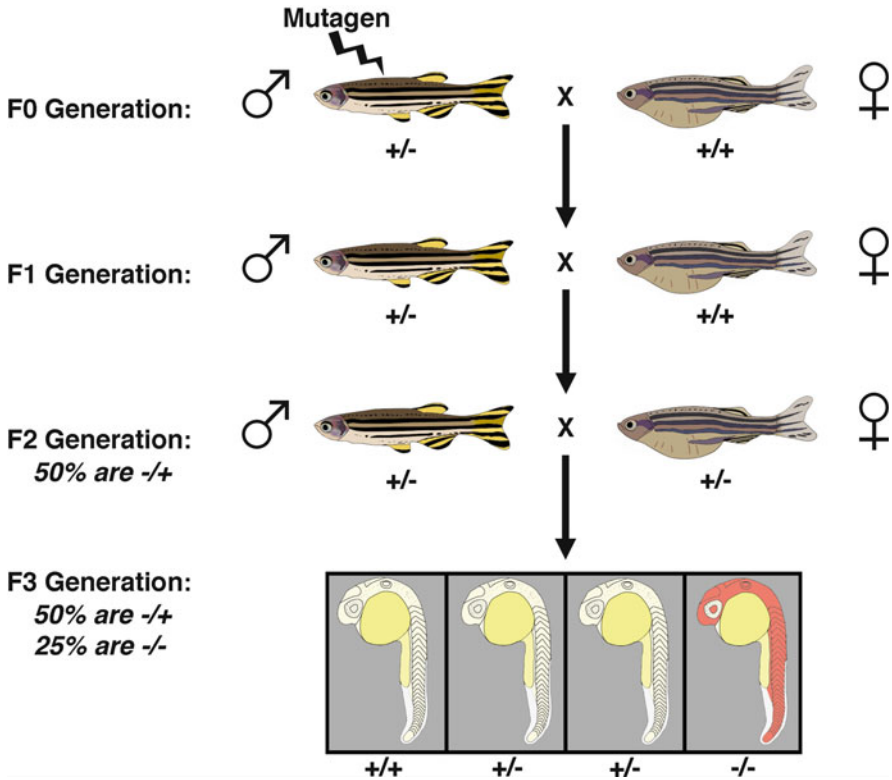 Mutagen
F0 Generation:
♂
X
♀
+/-
+/+
F1 Generation:
♂
X
♀
+/-
+/+
F2 Generation:
50% are -/+
♂
X
♀
+/-
+/-
F3 Generation:
50% are -/+
25% are -/-
+/+
+/-
+/-
-/-